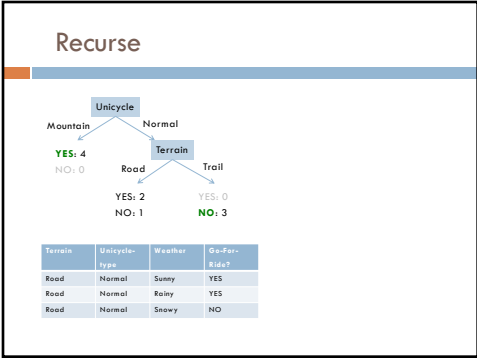 Recurse
Unicycle
Mountain Normal
YES: 4
NO: 0
Terrain
Road Trail
YES: 2 YES: 0
NO: 1 NO: 3
Terrain Unicycle-type Weather Go-For-Ride?
Road Normal Sunny YES
Road Normal Rainy YES
Road Normal Snowy NO